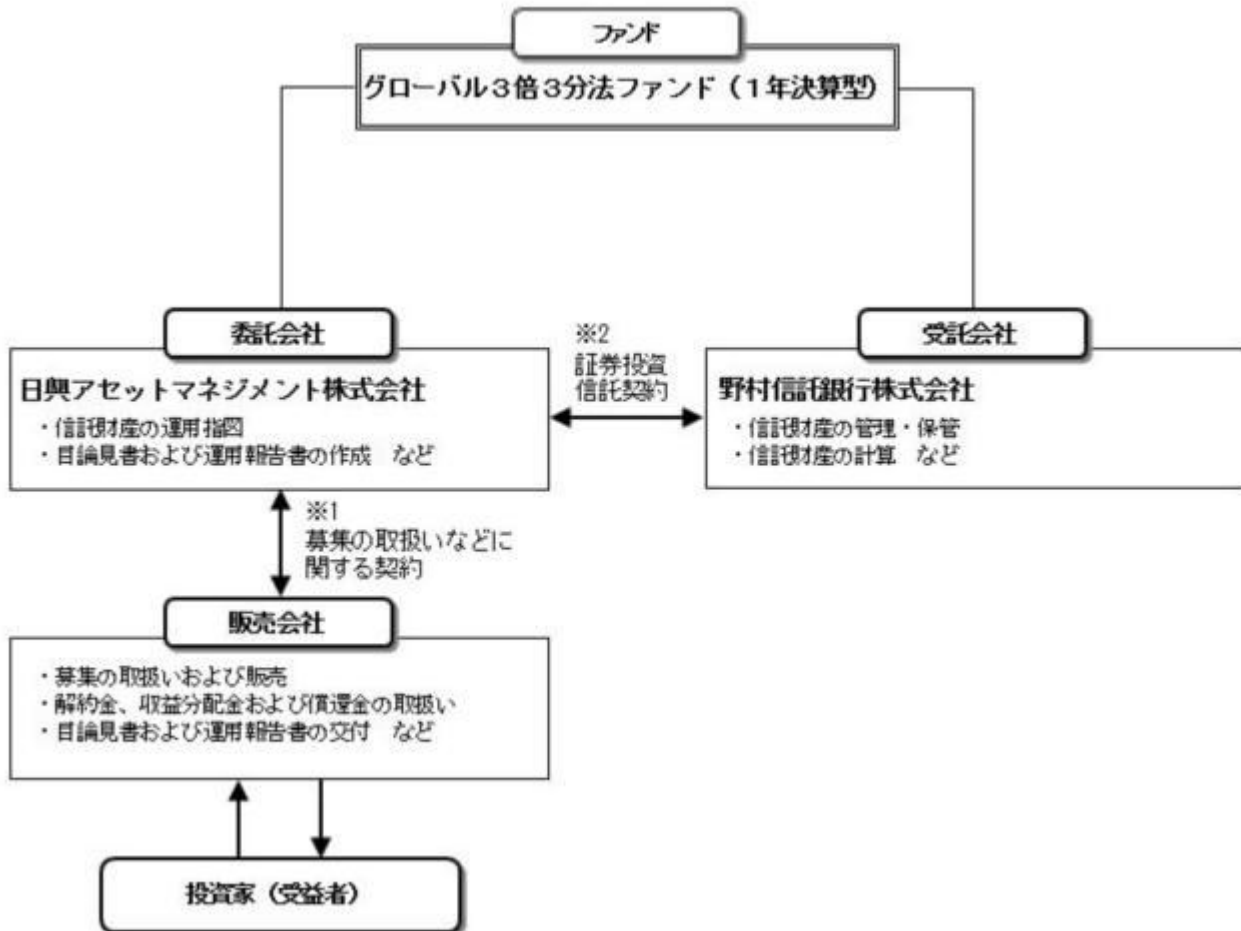 ファンド
グローバル3倍3分法ファンド（1年決算型）
委託会社
日興アセットマネジメント株式会社
・信託財産の運用指図
・目論見書および運用報告書の作成　など
※2
証券投資
信託契約
受託会社
野村信託銀行株式会社
・信託財産の管理・保管
・信託財産の計算　など
※1
募集の取扱いなどに
関する契約
販売会社
・募集の取扱いおよび販売
・解約金、収益分配金および償還金の取扱い
・目論見書および運用報告書の交付　など
投資家（受益者）